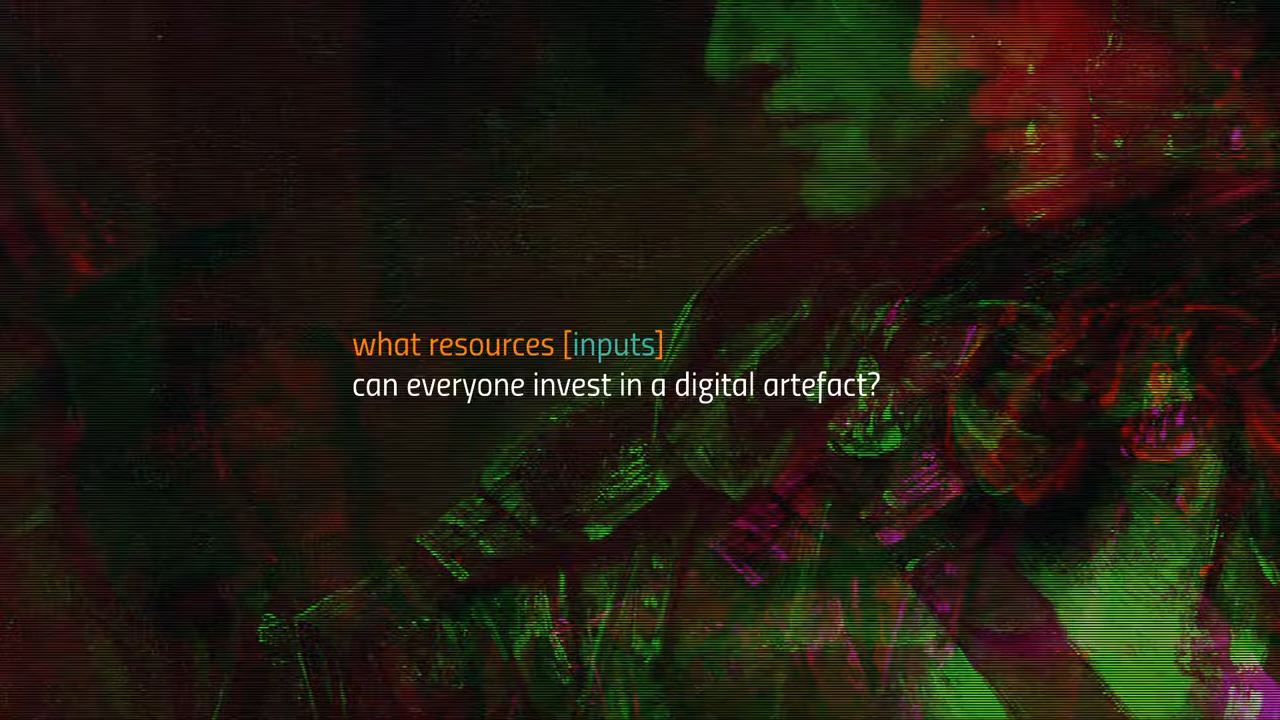 what resources [inputs]
can everyone invest in a digital artefact?